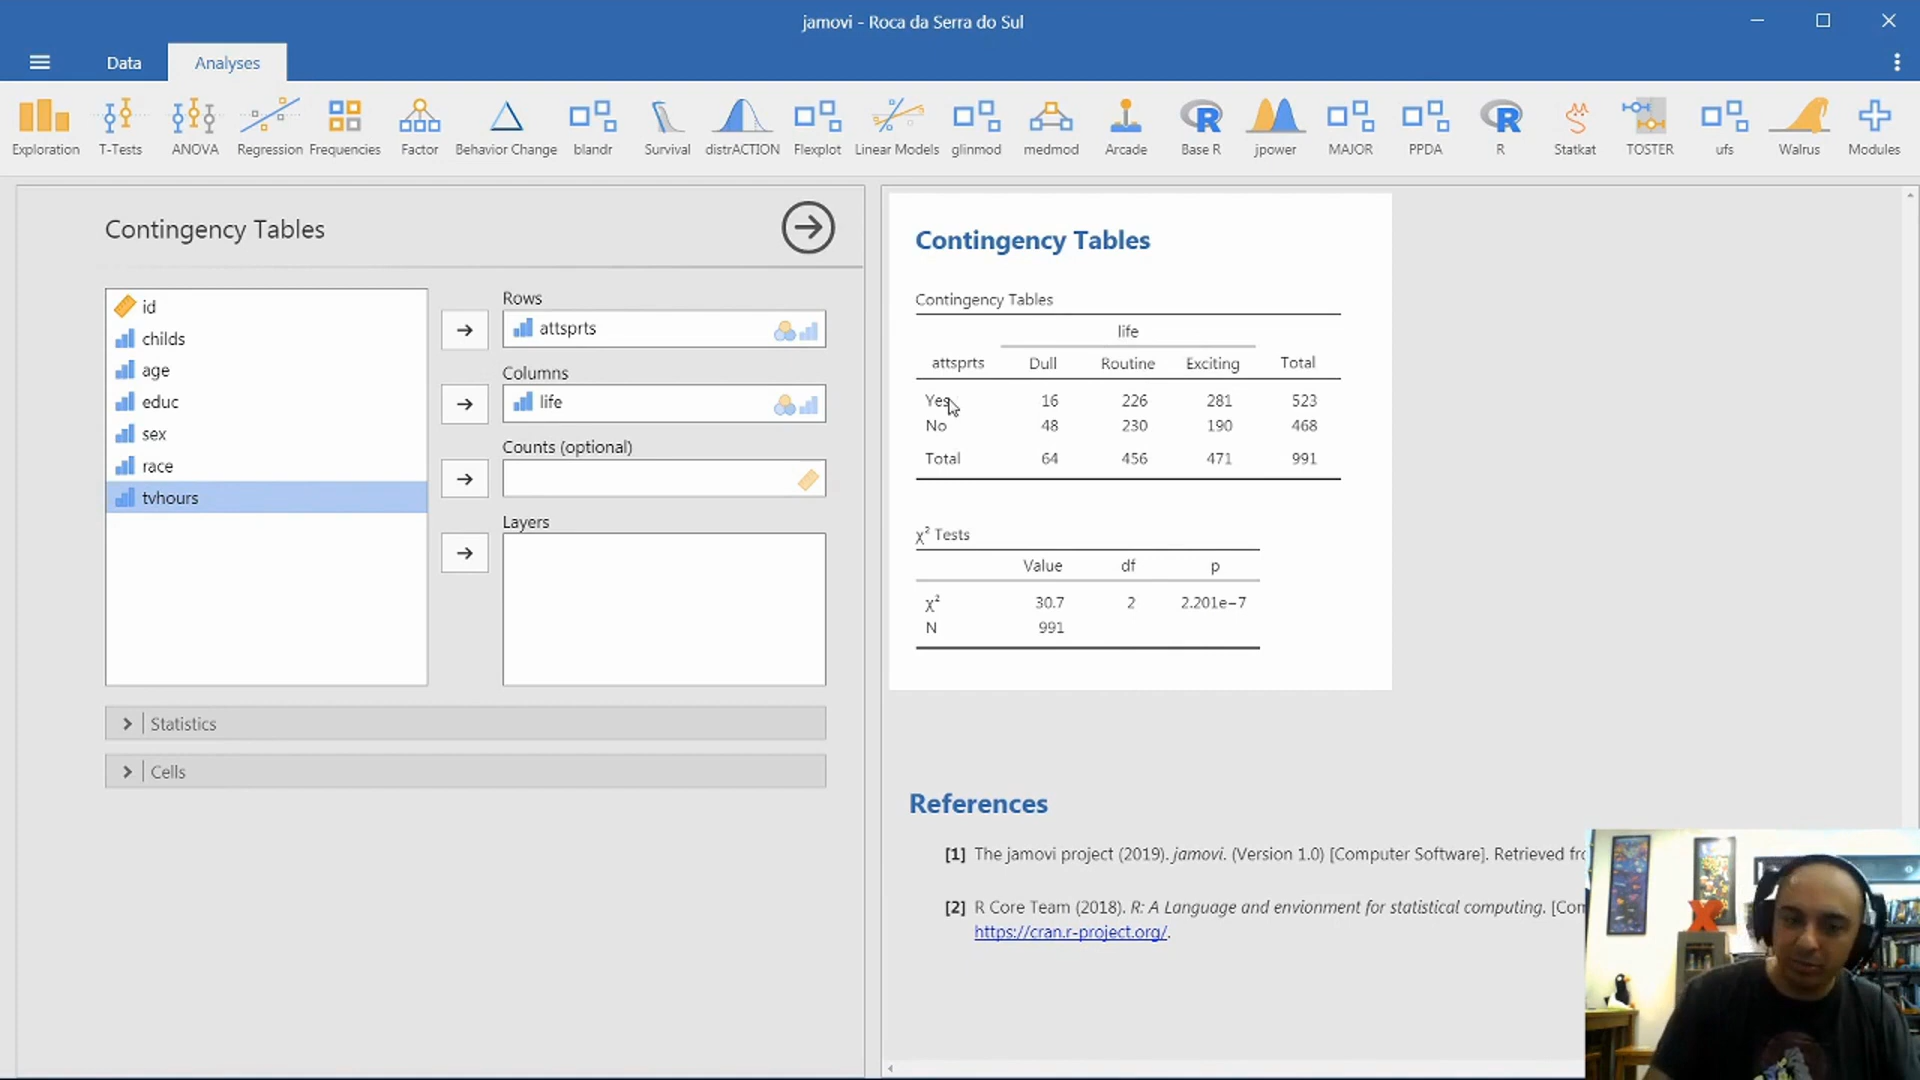 jamovi - Roca da Serra do Sul
Data
Analyses
Exploration
T-Tests
ANOVA
Regression
Frequencies
Factor
Behavior Change
blandr
Survival
distrACTION
Flexplot
Linear Models
glinmod
medmod
Arcade
Base R
jpower
MAJOR
PPDA
R
Statkat
TOSTER
ufs
Walrus
Modules
Contingency Tables
id
childs
age
educ
sex
race
tvhours
Rows
attsprts
Columns
life
Counts (optional)
Layers
Statistics
Cells
Contingency Tables
Contingency Tables
life
attsprts Dull Routine Exciting Total
Yes 16 226 281 523
No 48 230 190 468
Total 64 456 471 991
χ² Tests
Value df p
χ² 30.7 2 2.201e−7
N 991
References
[1] The jamovi project (2019). jamovi. (Version 1.0) [Computer Software]. Retrieved
[2] R Core Team (2018). R: A Language and envionment for statistical computing.
https://cran.r-project.org/.